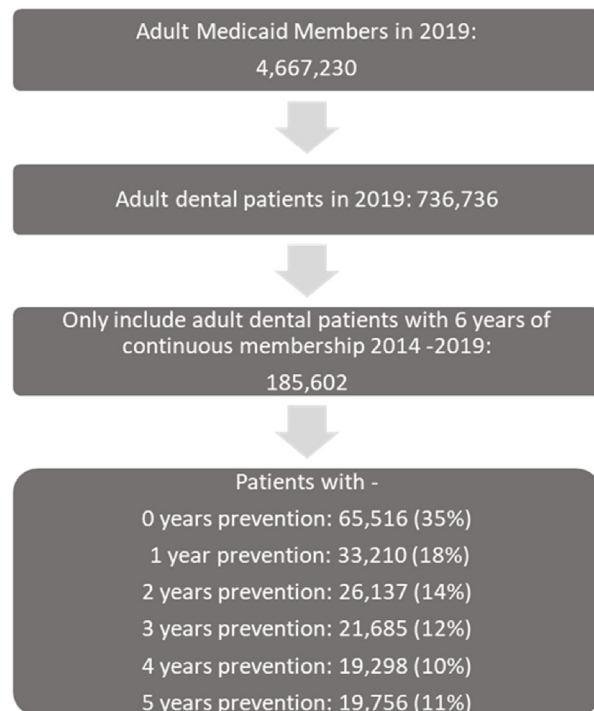 Adult Medicaid Members in 2019:
4,667,230
Adult dental patients in 2019: 736,736
Only include adult dental patients with 6 years of
continuous membership 2014 -2019:
185,602
Patients with -
0 years prevention: 65,516 (35%)
1 year prevention: 33,210 (18%)
2 years prevention: 26,137 (14%)
3 years prevention: 21,685 (12%)
4 years prevention: 19,298 (10%)
5 years prevention: 19,756 (11%)